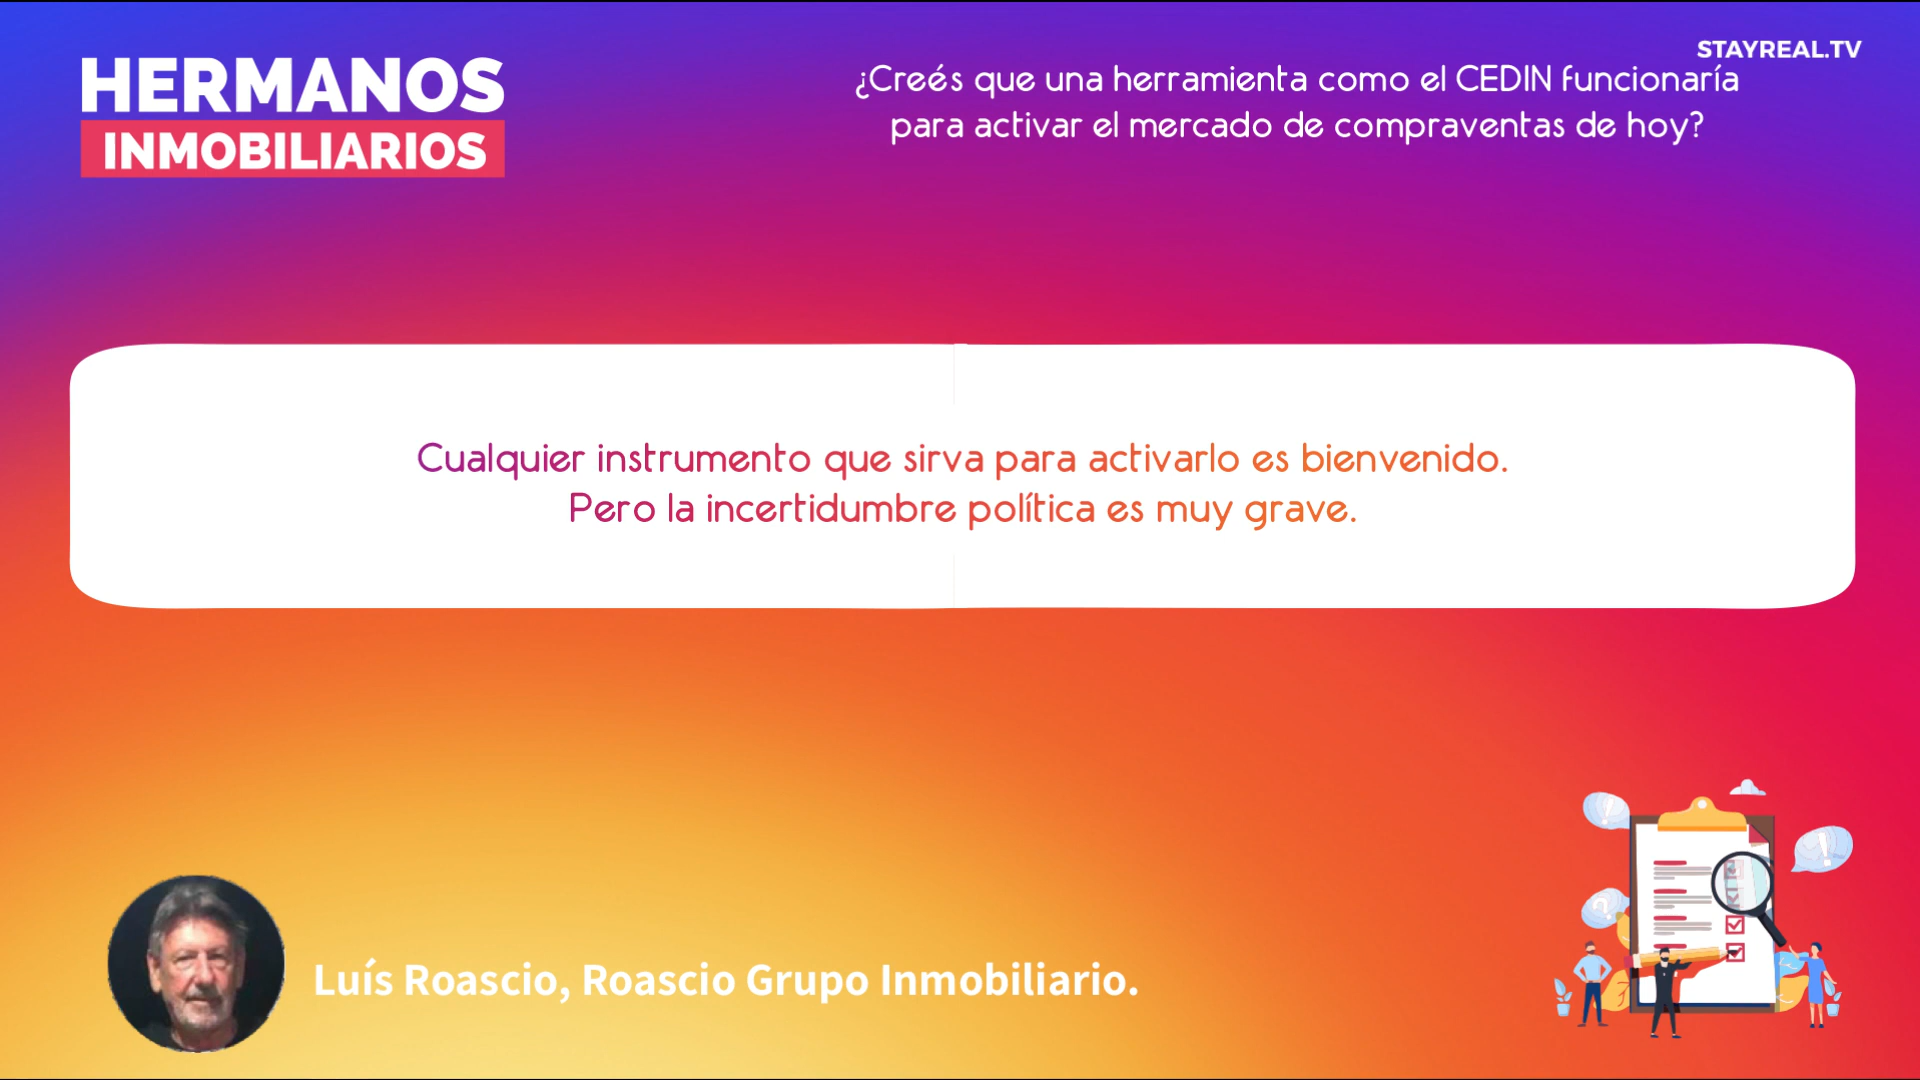 HERMANOS
INMOBILIARIOS
STAYREAL.TV
¿Creés que una herramienta como el CEDIN funcionaría
para activar el mercado de compraventas de hoy?
Cualquier instrumento que sirva para activarlo es bienvenido.
Pero la incertidumbre política es muy grave.
Luís Roascio, Roascio Grupo Inmobiliario.